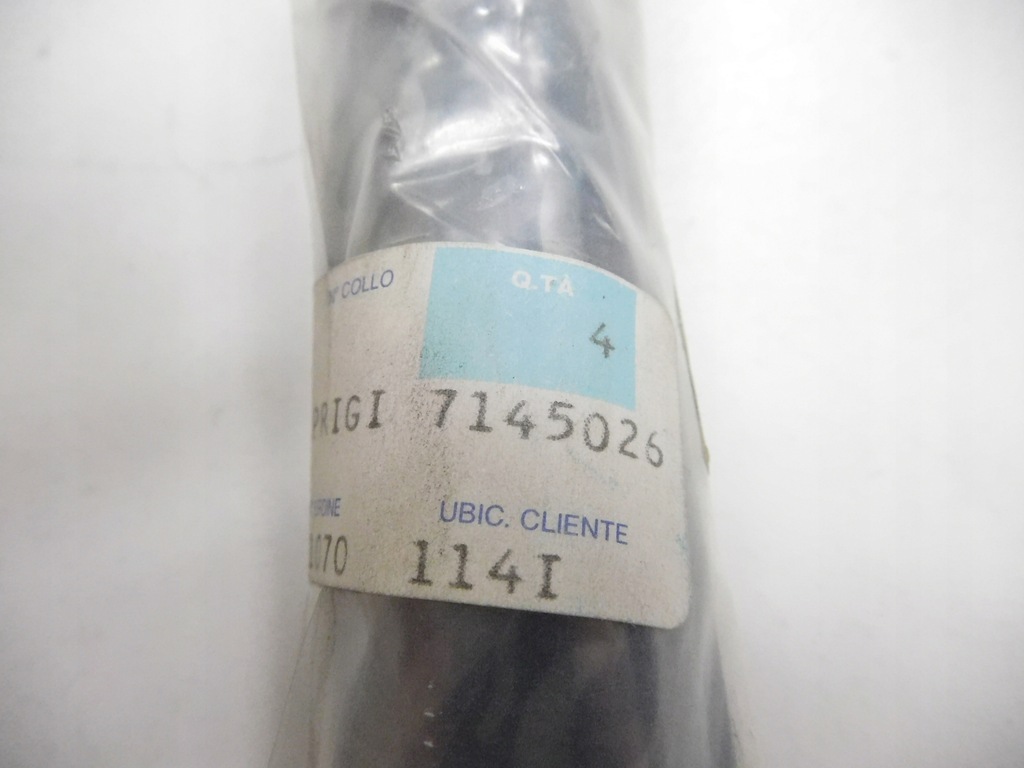 N° COLLO
Q.TÀ
4
PRIGI 7145026
UBIC. CLIENTE
114I